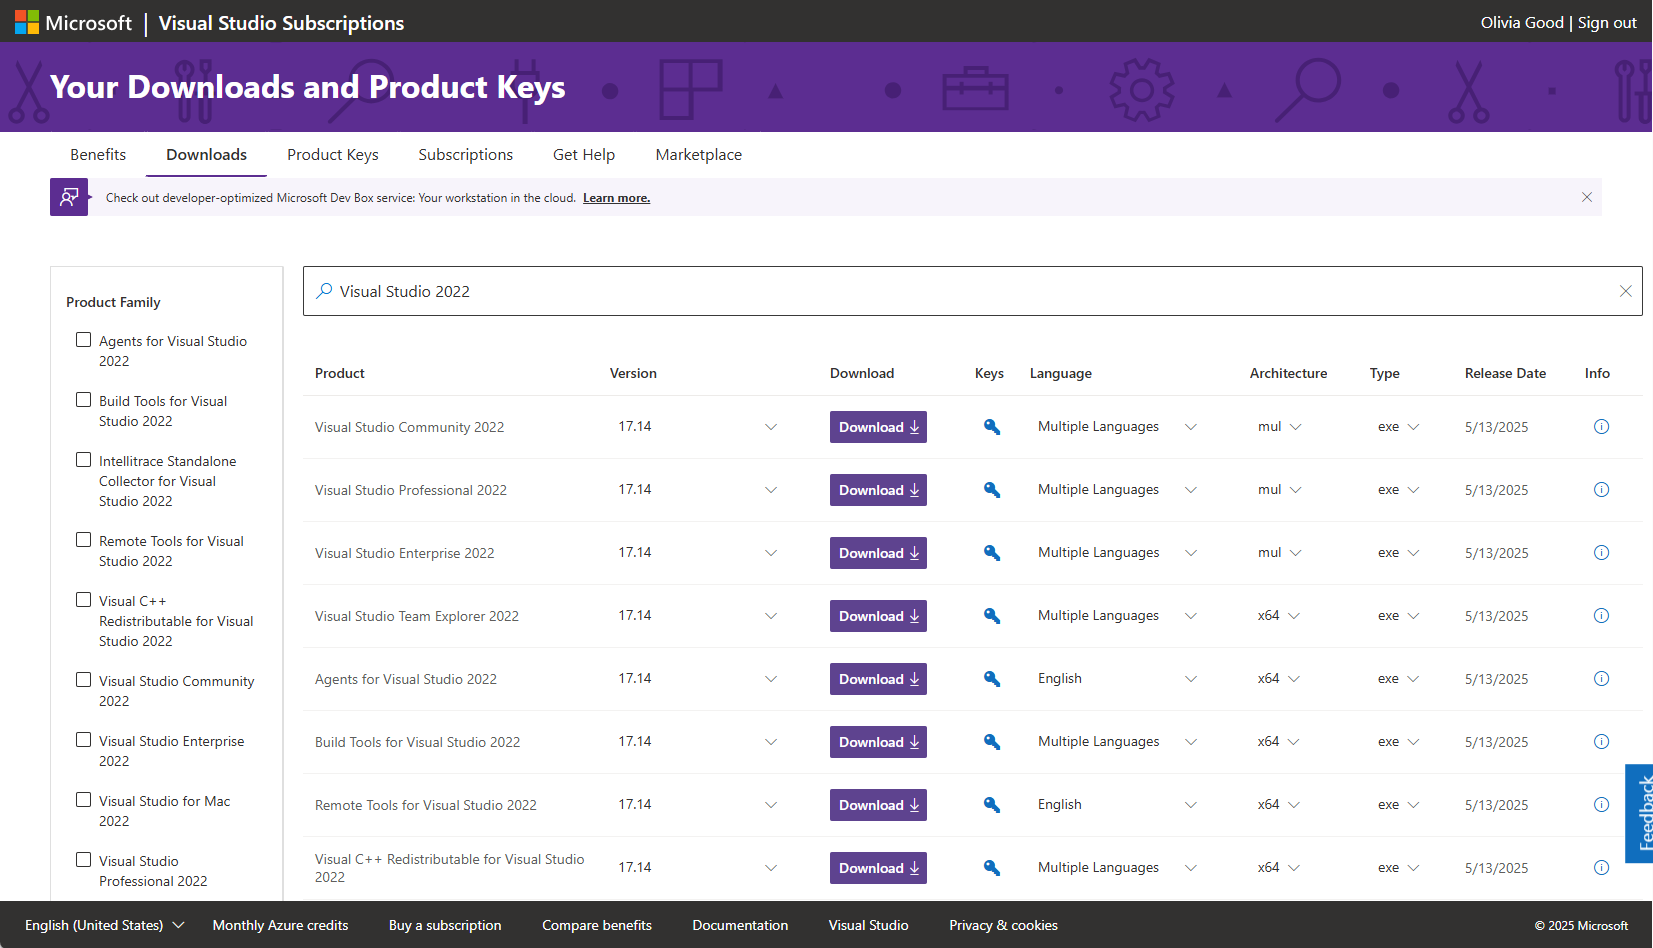 Microsoft | Visual Studio Subscriptions
Olivia Good | Sign out
Your Downloads and Product Keys
Benefits Downloads Product Keys Subscriptions Get Help Marketplace
Check out developer-optimized Microsoft Dev Box service: Your workstation in the cloud. Learn more.
Product Family
Agents for Visual Studio
2022
Build Tools for Visual
Studio 2022
Intellitrace Standalone
Collector for Visual
Studio 2022
Remote Tools for Visual
Studio 2022
Visual C++
Redistributable for Visual
Studio 2022
Visual Studio Community
2022
Visual Studio Enterprise
2022
Visual Studio for Mac
2022
Visual Studio
Professional 2022
Visual Studio 2022
Product Version Download Keys Language Architecture Type Release Date Info
Visual Studio Community 2022 17.14 Download Multiple Languages mul exe 5/13/2025
Visual Studio Professional 2022 17.14 Download Multiple Languages mul exe 5/13/2025
Visual Studio Enterprise 2022 17.14 Download Multiple Languages mul exe 5/13/2025
Visual Studio Team Explorer 2022 17.14 Download Multiple Languages x64 exe 5/13/2025
Agents for Visual Studio 2022 17.14 Download English x64 exe 5/13/2025
Build Tools for Visual Studio 2022 17.14 Download Multiple Languages x64 exe 5/13/2025
Remote Tools for Visual Studio 2022 17.14 Download English x64 exe 5/13/2025
Visual C++ Redistributable for Visual Studio
2022 17.14 Download Multiple Languages x64 exe 5/13/2025
Feedback
English (United States) Monthly Azure credits Buy a subscription Compare benefits Documentation Visual Studio Privacy & cookies © 2025 Microsoft